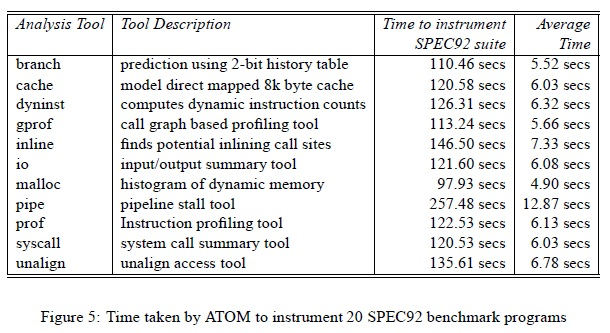 Analysis Tool Tool Description Time to instrument Average
SPEC92 suite Time
branch prediction using 2-bit history table 110.46 secs 5.52 secs
cache model direct mapped 8k byte cache 120.58 secs 6.03 secs
dyninst computes dynamic instruction counts 126.31 secs 6.32 secs
gprof call graph based profiling tool 113.24 secs 5.66 secs
inline finds potential inlining call sites 146.50 secs 7.33 secs
io input/output summary tool 121.60 secs 6.08 secs
malloc histogram of dynamic memory 97.93 secs 4.90 secs
pipe pipeline stall tool 257.48 secs 12.87 secs
prof Instruction profiling tool 122.53 secs 6.13 secs
syscall system call summary tool 120.53 secs 6.03 secs
unalign unalign access tool 135.61 secs 6.78 secs
Figure 5: Time taken by ATOM to instrument 20 SPEC92 benchmark programs